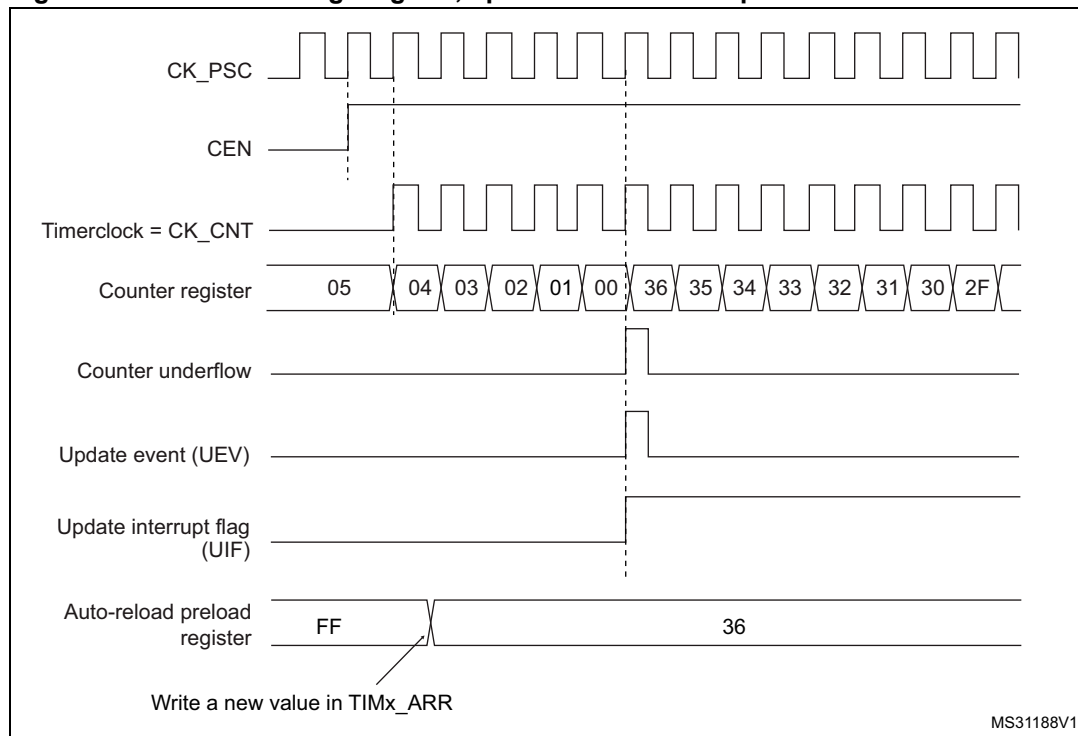 CK_PSC
CEN
Timerclock = CK_CNT
Counter register 05 04 03 02 01 00 36 35 34 33 32 31 30 2F
Counter underflow
Update event (UEV)
Update interrupt flag
(UIF)
Auto-reload preload
register FF 36
Write a new value in TIMx_ARR
MS31188V1